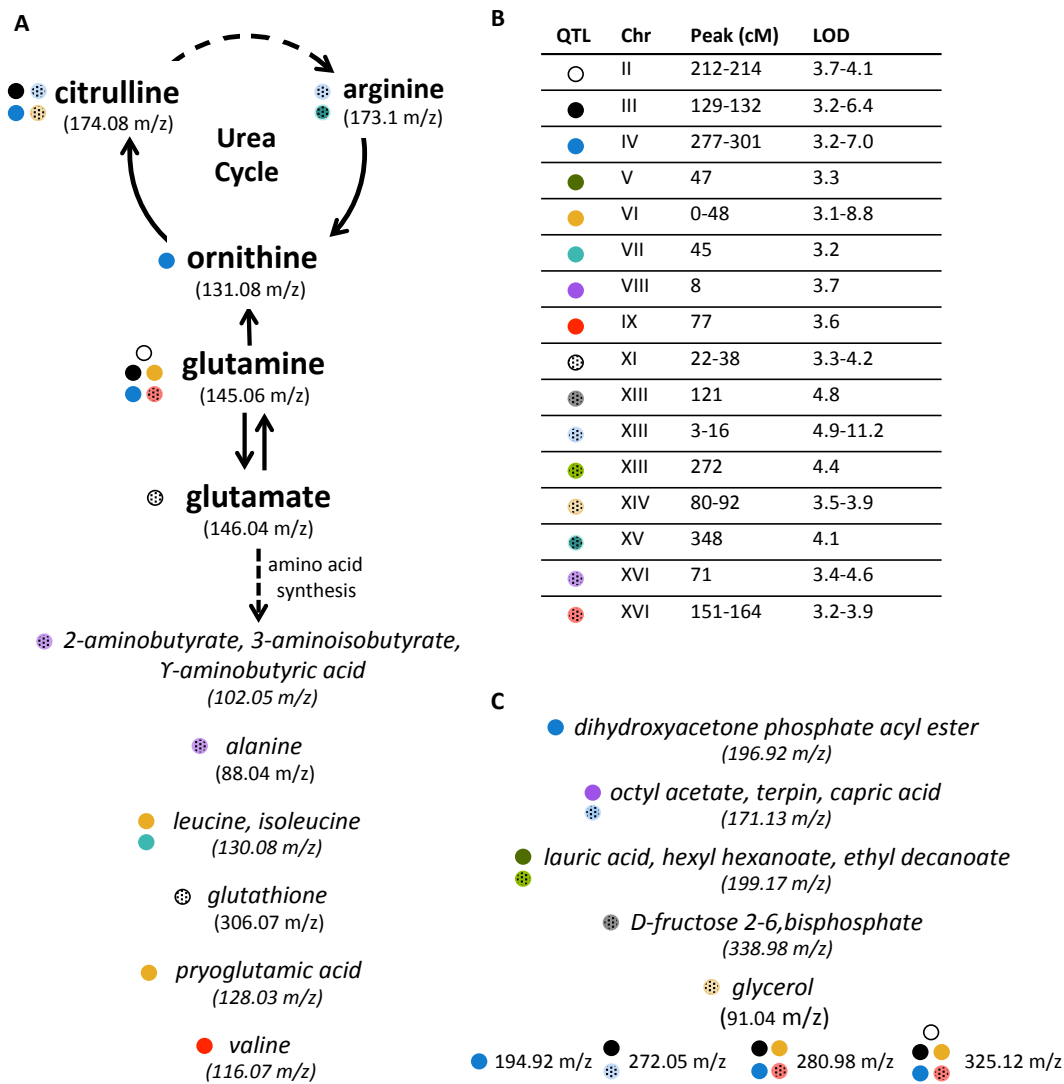 A
citrulline
(174.08 m/z)
arginine
(173.1 m/z)
Urea
Cycle
ornithine
(131.08 m/z)
glutamine
(145.06 m/z)
glutamate
(146.04 m/z)
amino acid
synthesis
2-aminobutyrate, 3-aminoisobutyrate,
ϒ-aminobutyric acid
(102.05 m/z)
alanine
(88.04 m/z)
leucine, isoleucine
(130.08 m/z)
glutathione
(306.07 m/z)
pryoglutamic acid
(128.03 m/z)
valine
(116.07 m/z)
B
QTL Chr Peak (cM) LOD
II 212-214 3.7-4.1
III 129-132 3.2-6.4
IV 277-301 3.2-7.0
V 47 3.3
VI 0-48 3.1-8.8
VII 45 3.2
VIII 8 3.7
IX 77 3.6
XI 22-38 3.3-4.2
XIII 121 4.8
XIII 3-16 4.9-11.2
XIII 272 4.4
XIV 80-92 3.5-3.9
XV 348 4.1
XVI 71 3.4-4.6
XVI 151-164 3.2-3.9
C
dihydroxyacetone phosphate acyl ester
(196.92 m/z)
octyl acetate, terpin, capric acid
(171.13 m/z)
lauric acid, hexyl hexanoate, ethyl decanoate
(199.17 m/z)
D-fructose 2-6,bisphosphate
(338.98 m/z)
glycerol
(91.04 m/z)
194.92 m/z 272.05 m/z 280.98 m/z 325.12 m/z